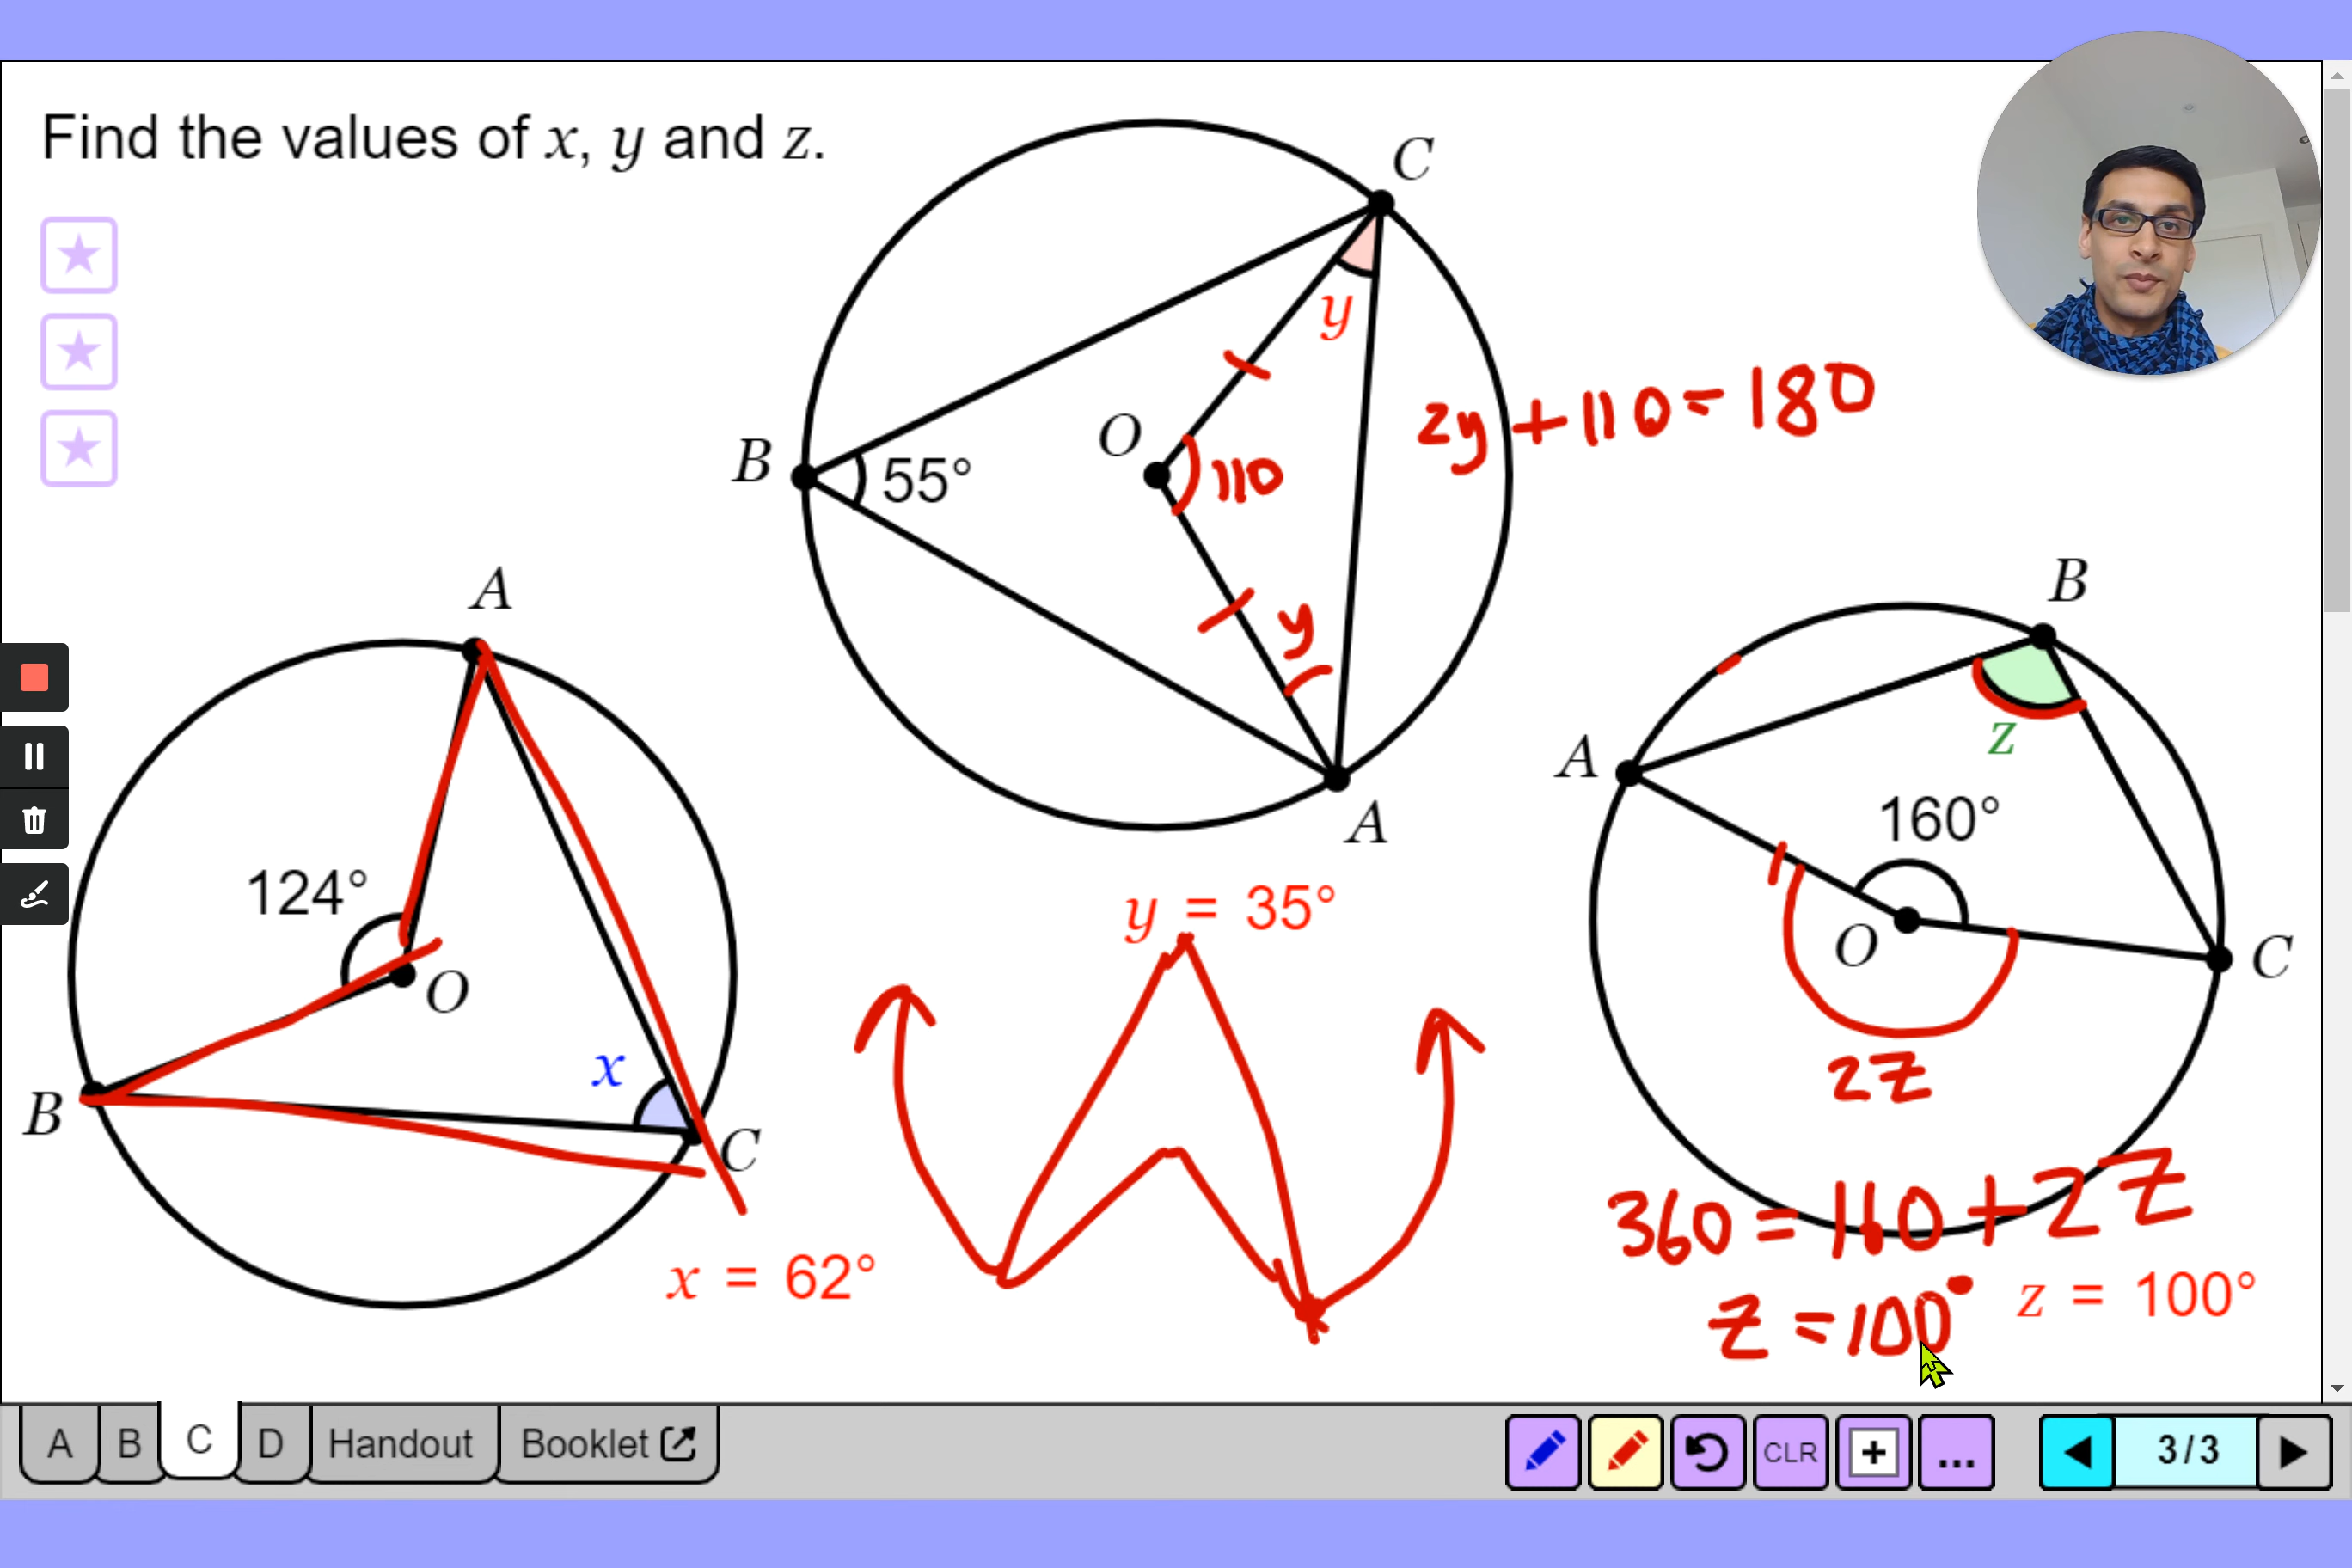 Find the values of x, y and z.
C
y
2y + 110 = 180
O
110
B
55°
y
A
A
124°
O
x
B
C
x = 62°
y = 35°
B
z
A
160°
O
C
2z
360 = 160 + 2z
z = 100°
z = 100°
A B C D Handout Booklet
CLR + ... 3/3